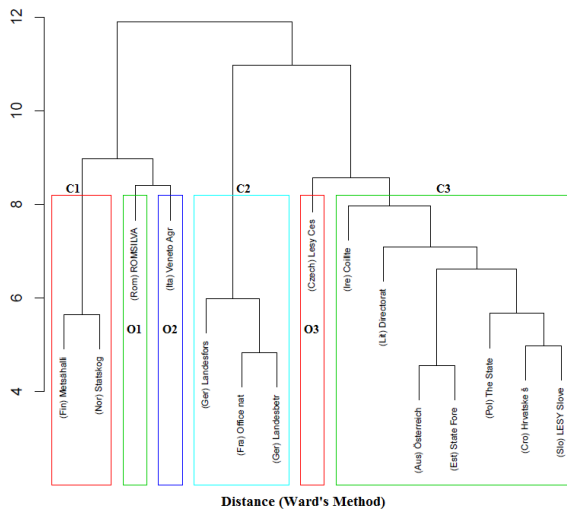 12
10
8
6
4
C1
C2
C3
O1
O2
O3
(Fin) Metsähalli
(Nor) Statskog
(Rom) ROMSILVA
(Ita) Veneto Agr
(Ger) Landesfors
(Fra) Office nat
(Ger) Landesbetr
(Czech) Lesy Ces
(Ire) Coillte
(Lit) Directorat
(Aus) Österreich
(Est) State Fore
(Pol) The State
(Cro) Hrvatske š
(Slo) LESY Slove
Distance (Ward's Method)